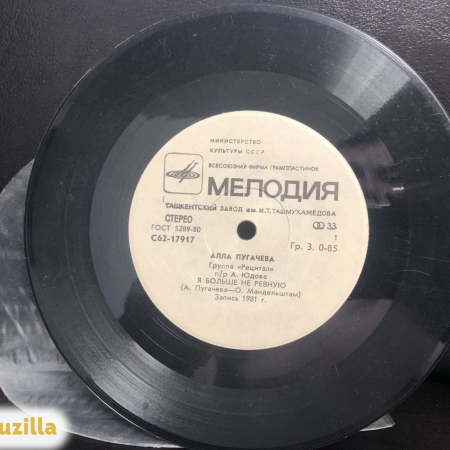 МИНИСТЕРСТВО
КУЛЬТУРЫ СССР
ВСЕСОЮЗНАЯ ФИРМА ГРАМПЛАСТИНОК
МЕЛОДИЯ
ТАШКЕНТСКИЙ ЗАВОД им. М.Т. ТАШМУХАМЕДОВА
СТЕРЕО 33
ГОСТ 5289-80 1
С62-17917 Гр. 3. 0-85
АЛЛА ПУГАЧЕВА
Группа «Рецитал»
п/р А. Юдова
Я БОЛЬШЕ НЕ РЕВНУЮ
(А. Пугачева—О. Мандельштам)
Запись 1981 г.
uzilla